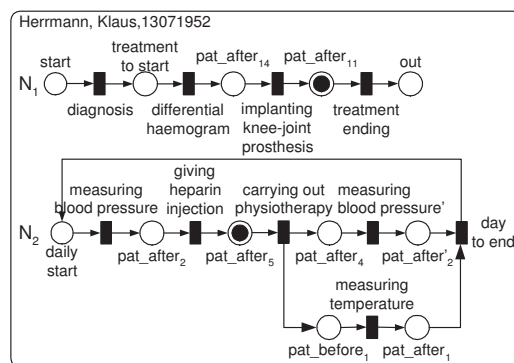 Herrmann, Klaus,13071952
start
treatment
to start
pat_after14
pat_after11
out
N1
diagnosis
differential
haemogram
implanting
knee-joint
prosthesis
treatment
ending
measuring
blood pressure
giving
heparin
injection
carrying out
physiotherapy
measuring
blood pressure'
N2
daily
start
pat_after2
pat_after5
pat_after4
pat_after'2
day
to end
measuring
temperature
pat_before1
pat_after1